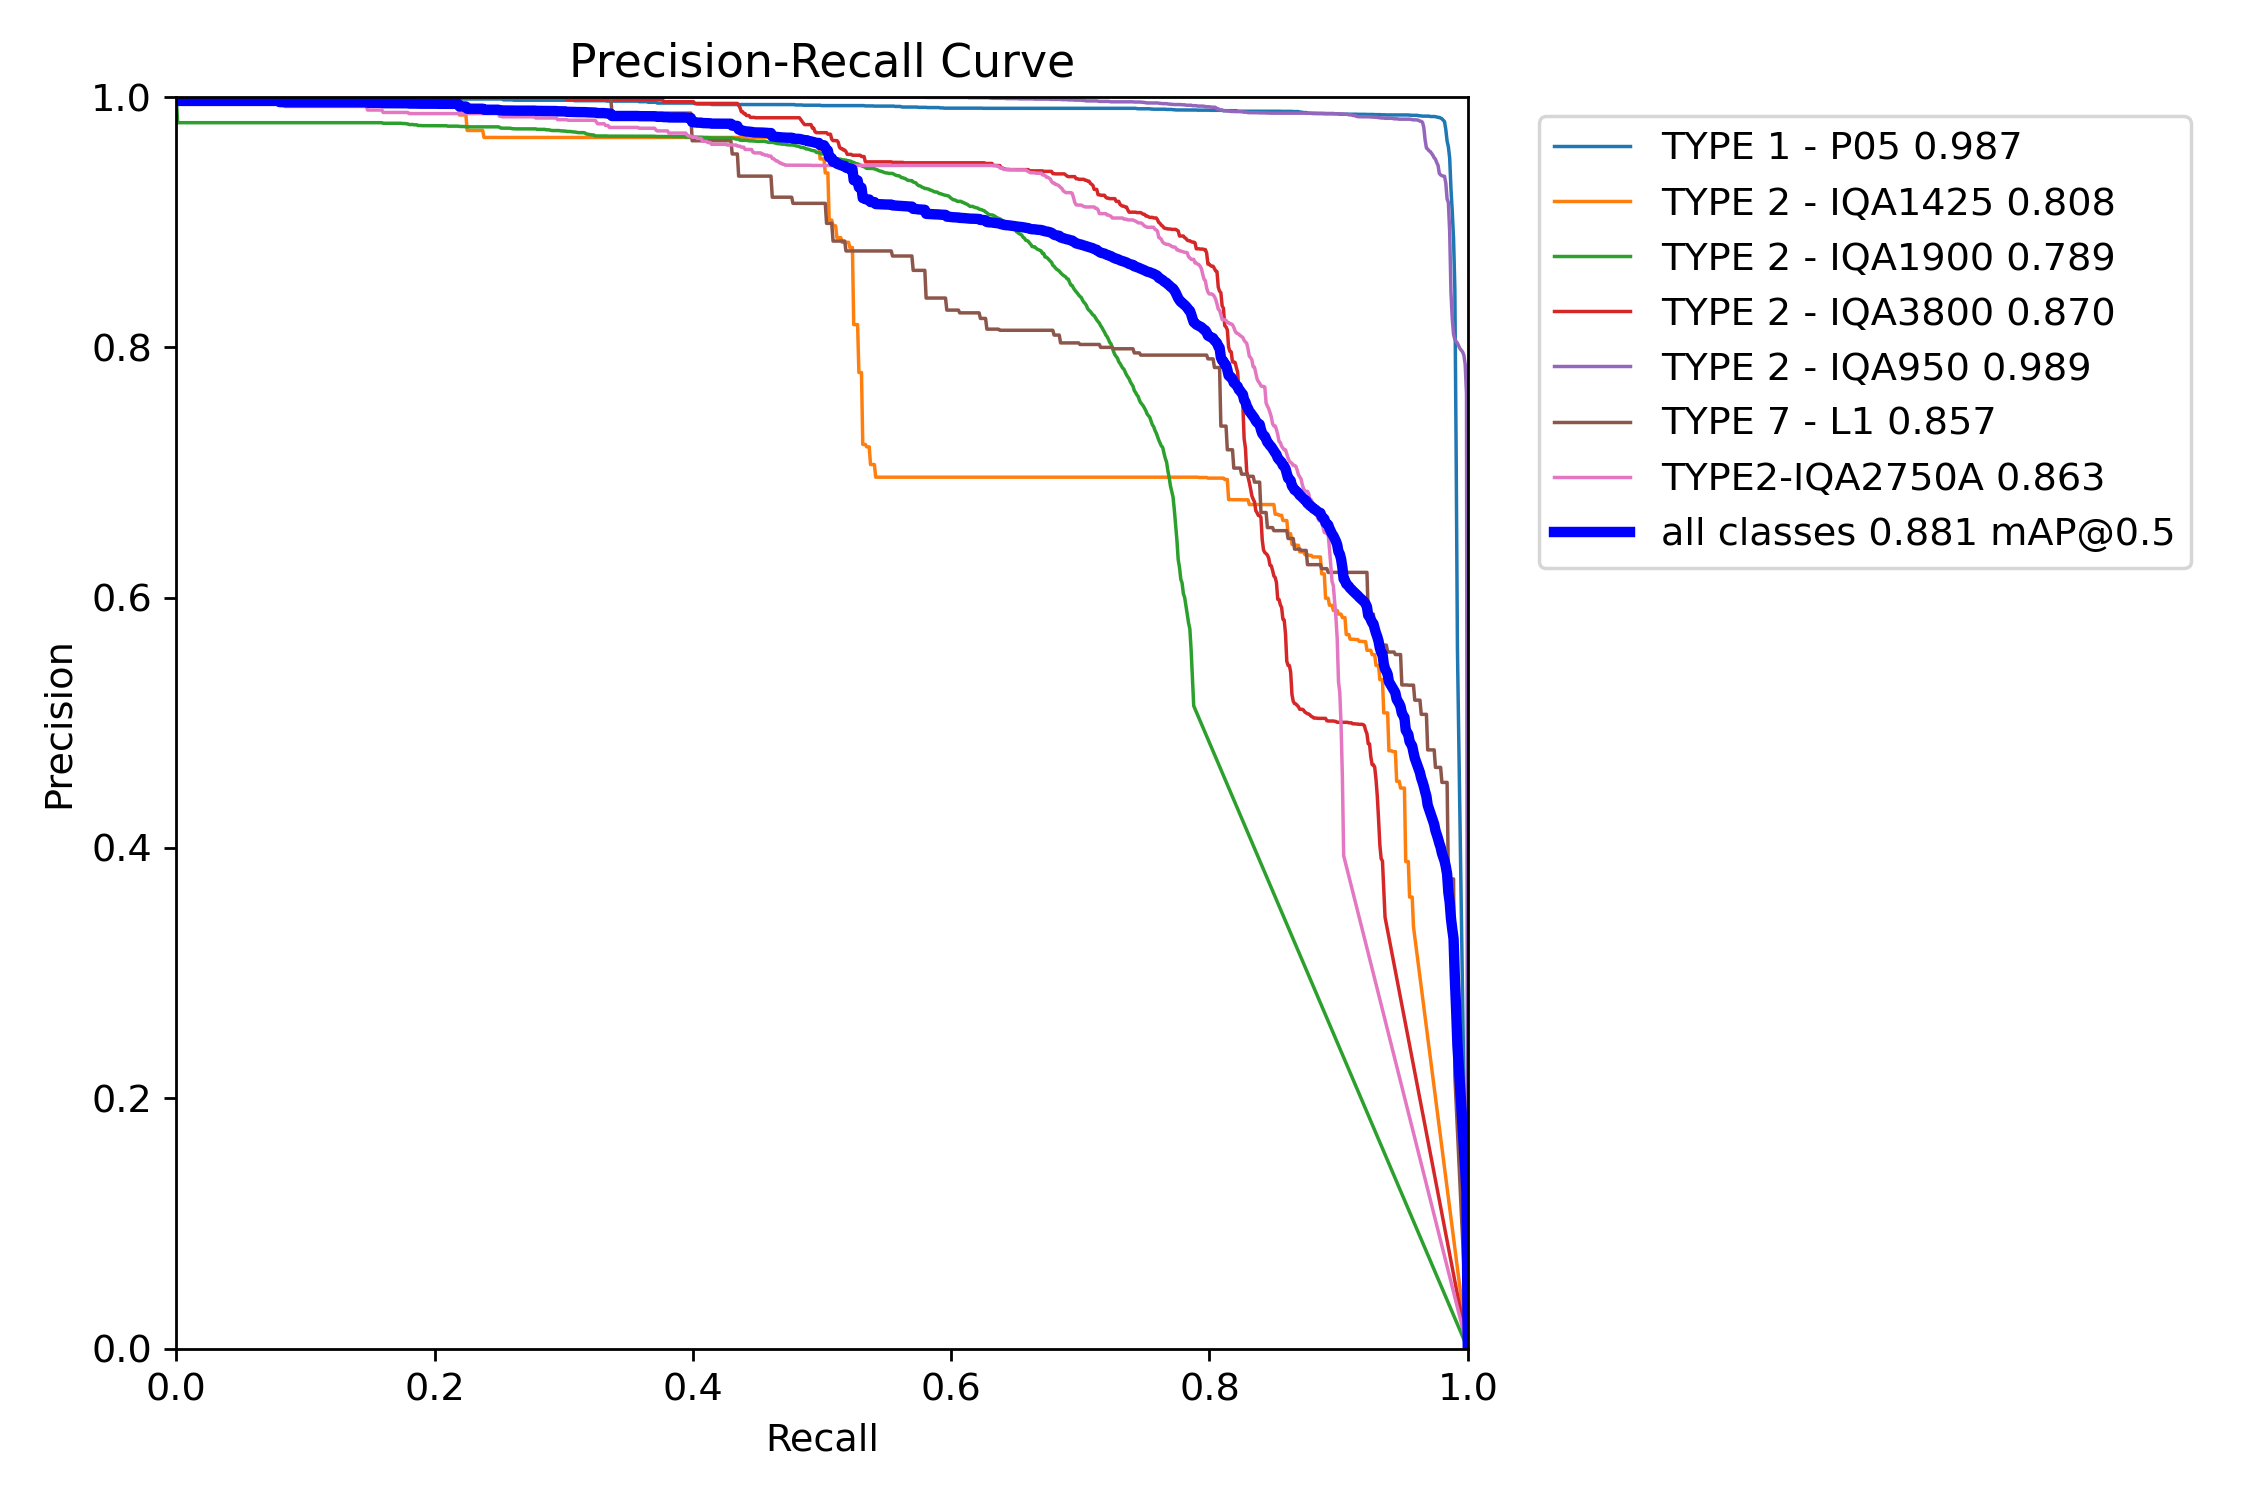 Precision-Recall Curve
1.0
0.8
0.6
0.4
0.2
0.0
Precision
0.0 0.2 0.4 0.6 0.8 1.0
Recall
TYPE 1 - P05 0.987
TYPE 2 - IQA1425 0.808
TYPE 2 - IQA1900 0.789
TYPE 2 - IQA3800 0.870
TYPE 2 - IQA950 0.989
TYPE 7 - L1 0.857
TYPE2-IQA2750A 0.863
all classes 0.881 mAP@0.5